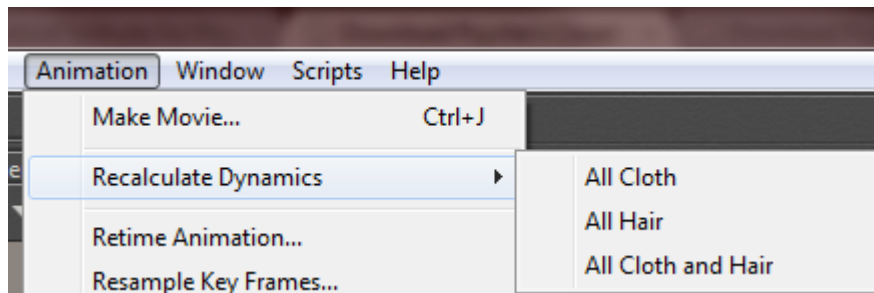 Animation Window Scripts Help
Make Movie... Ctrl+J
Recalculate Dynamics
All Cloth
All Hair
All Cloth and Hair
Retime Animation...
Resample Key Frames...